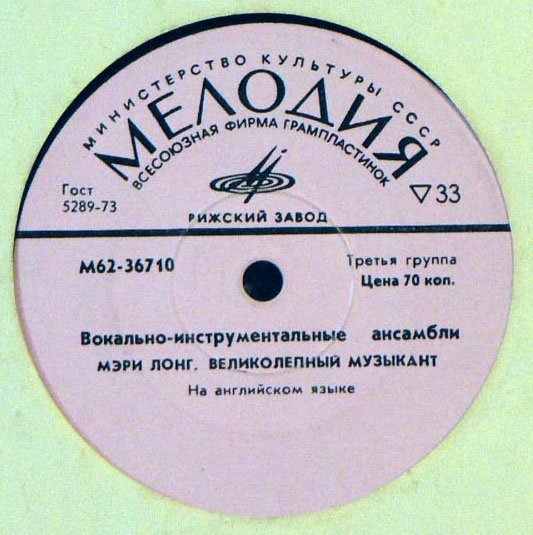 МИНИСТЕРСТВО КУЛЬТУРЫ СССР
МЕЛОДИЯ
ВСЕСОЮЗНАЯ ФИРМА ГРАМПЛАСТИНОК
Гост
5289-73
▽33
РИЖСКИЙ ЗАВОД
М62-36710
Третья группа
Цена 70 коп.
Вокально-инструментальные ансамбли
МЭРИ ЛОНГ, ВЕЛИКОЛЕПНЫЙ МУЗЫКАНТ
На английском языке